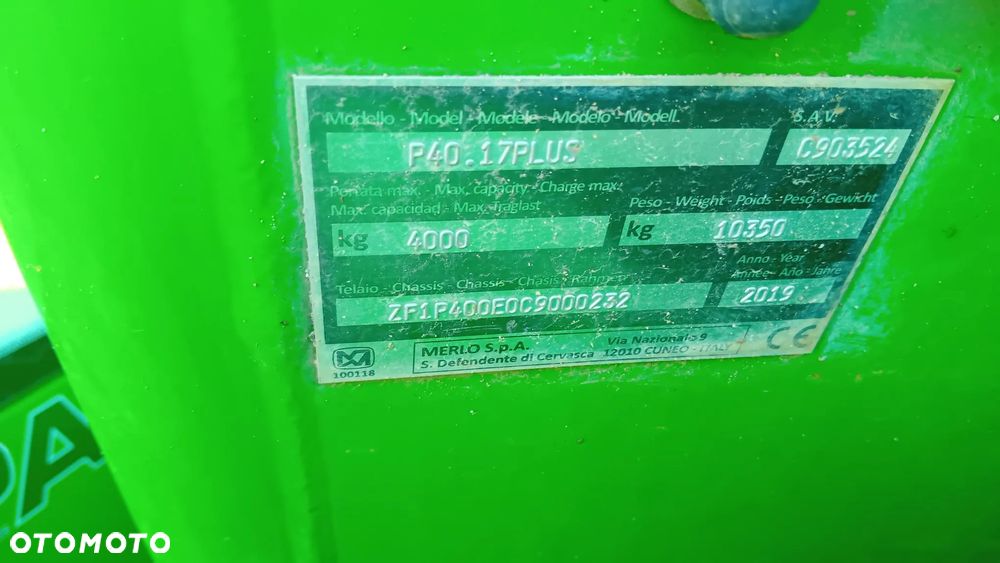 Modello - Model - Modèle - Modelo - Modell. S.A.V.
P40.17PLUS C903524
Portata max. - Max. capacity - Charge max.
Max. capacidad - Max. Traglast Peso - Weight - Poids - Peso - Gewicht
kg 4000 kg 10350
Anno - Year
Telaio - Chassis - Chassis - Chasis - Rahmen Année - Año - Jahre
ZF1P400E0C9000232 2019
MERLO S.p.A. Via Nazionale 9
S. Defendente di Cervasca 12010 CUNEO - ITALY CE
100118
PA
OTOMOTO